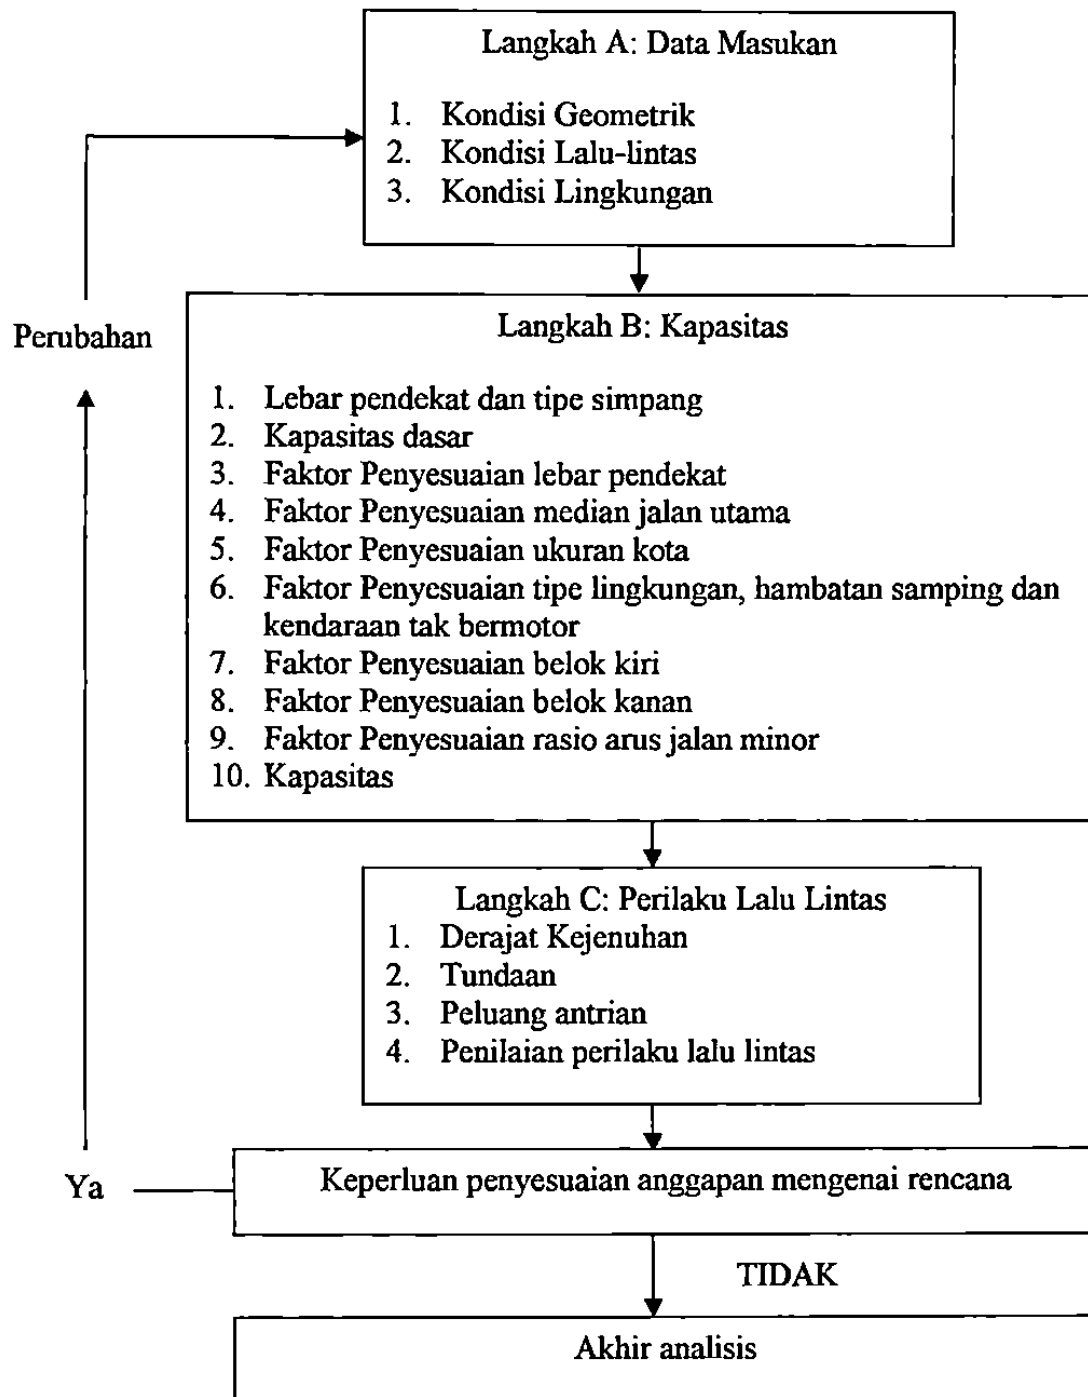 Langkah A: Data Masukan
1. Kondisi Geometrik
2. Kondisi Lalu-lintas
3. Kondisi Lingkungan
Perubahan
Langkah B: Kapasitas
1. Lebar pendekat dan tipe simpang
2. Kapasitas dasar
3. Faktor Penyesuaian lebar pendekat
4. Faktor Penyesuaian median jalan utama
5. Faktor Penyesuaian ukuran kota
6. Faktor Penyesuaian tipe lingkungan, hambatan samping dan
kendaraan tak bermotor
7. Faktor Penyesuaian belok kiri
8. Faktor Penyesuaian belok kanan
9. Faktor Penyesuaian rasio arus jalan minor
10. Kapasitas
Langkah C: Perilaku Lalu Lintas
1. Derajat Kejenuhan
2. Tundaan
3. Peluang antrian
4. Penilaian perilaku lalu lintas
Ya
Keperluan penyesuaian anggapan mengenai rencana
TIDAK
Akhir analisis